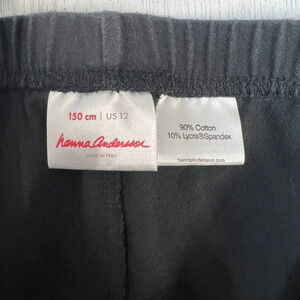 150 cm | US 12
hanna Andersson
MADE IN PERU
90% Cotton
10% Lycra®Spandex
hannaAndersson.com